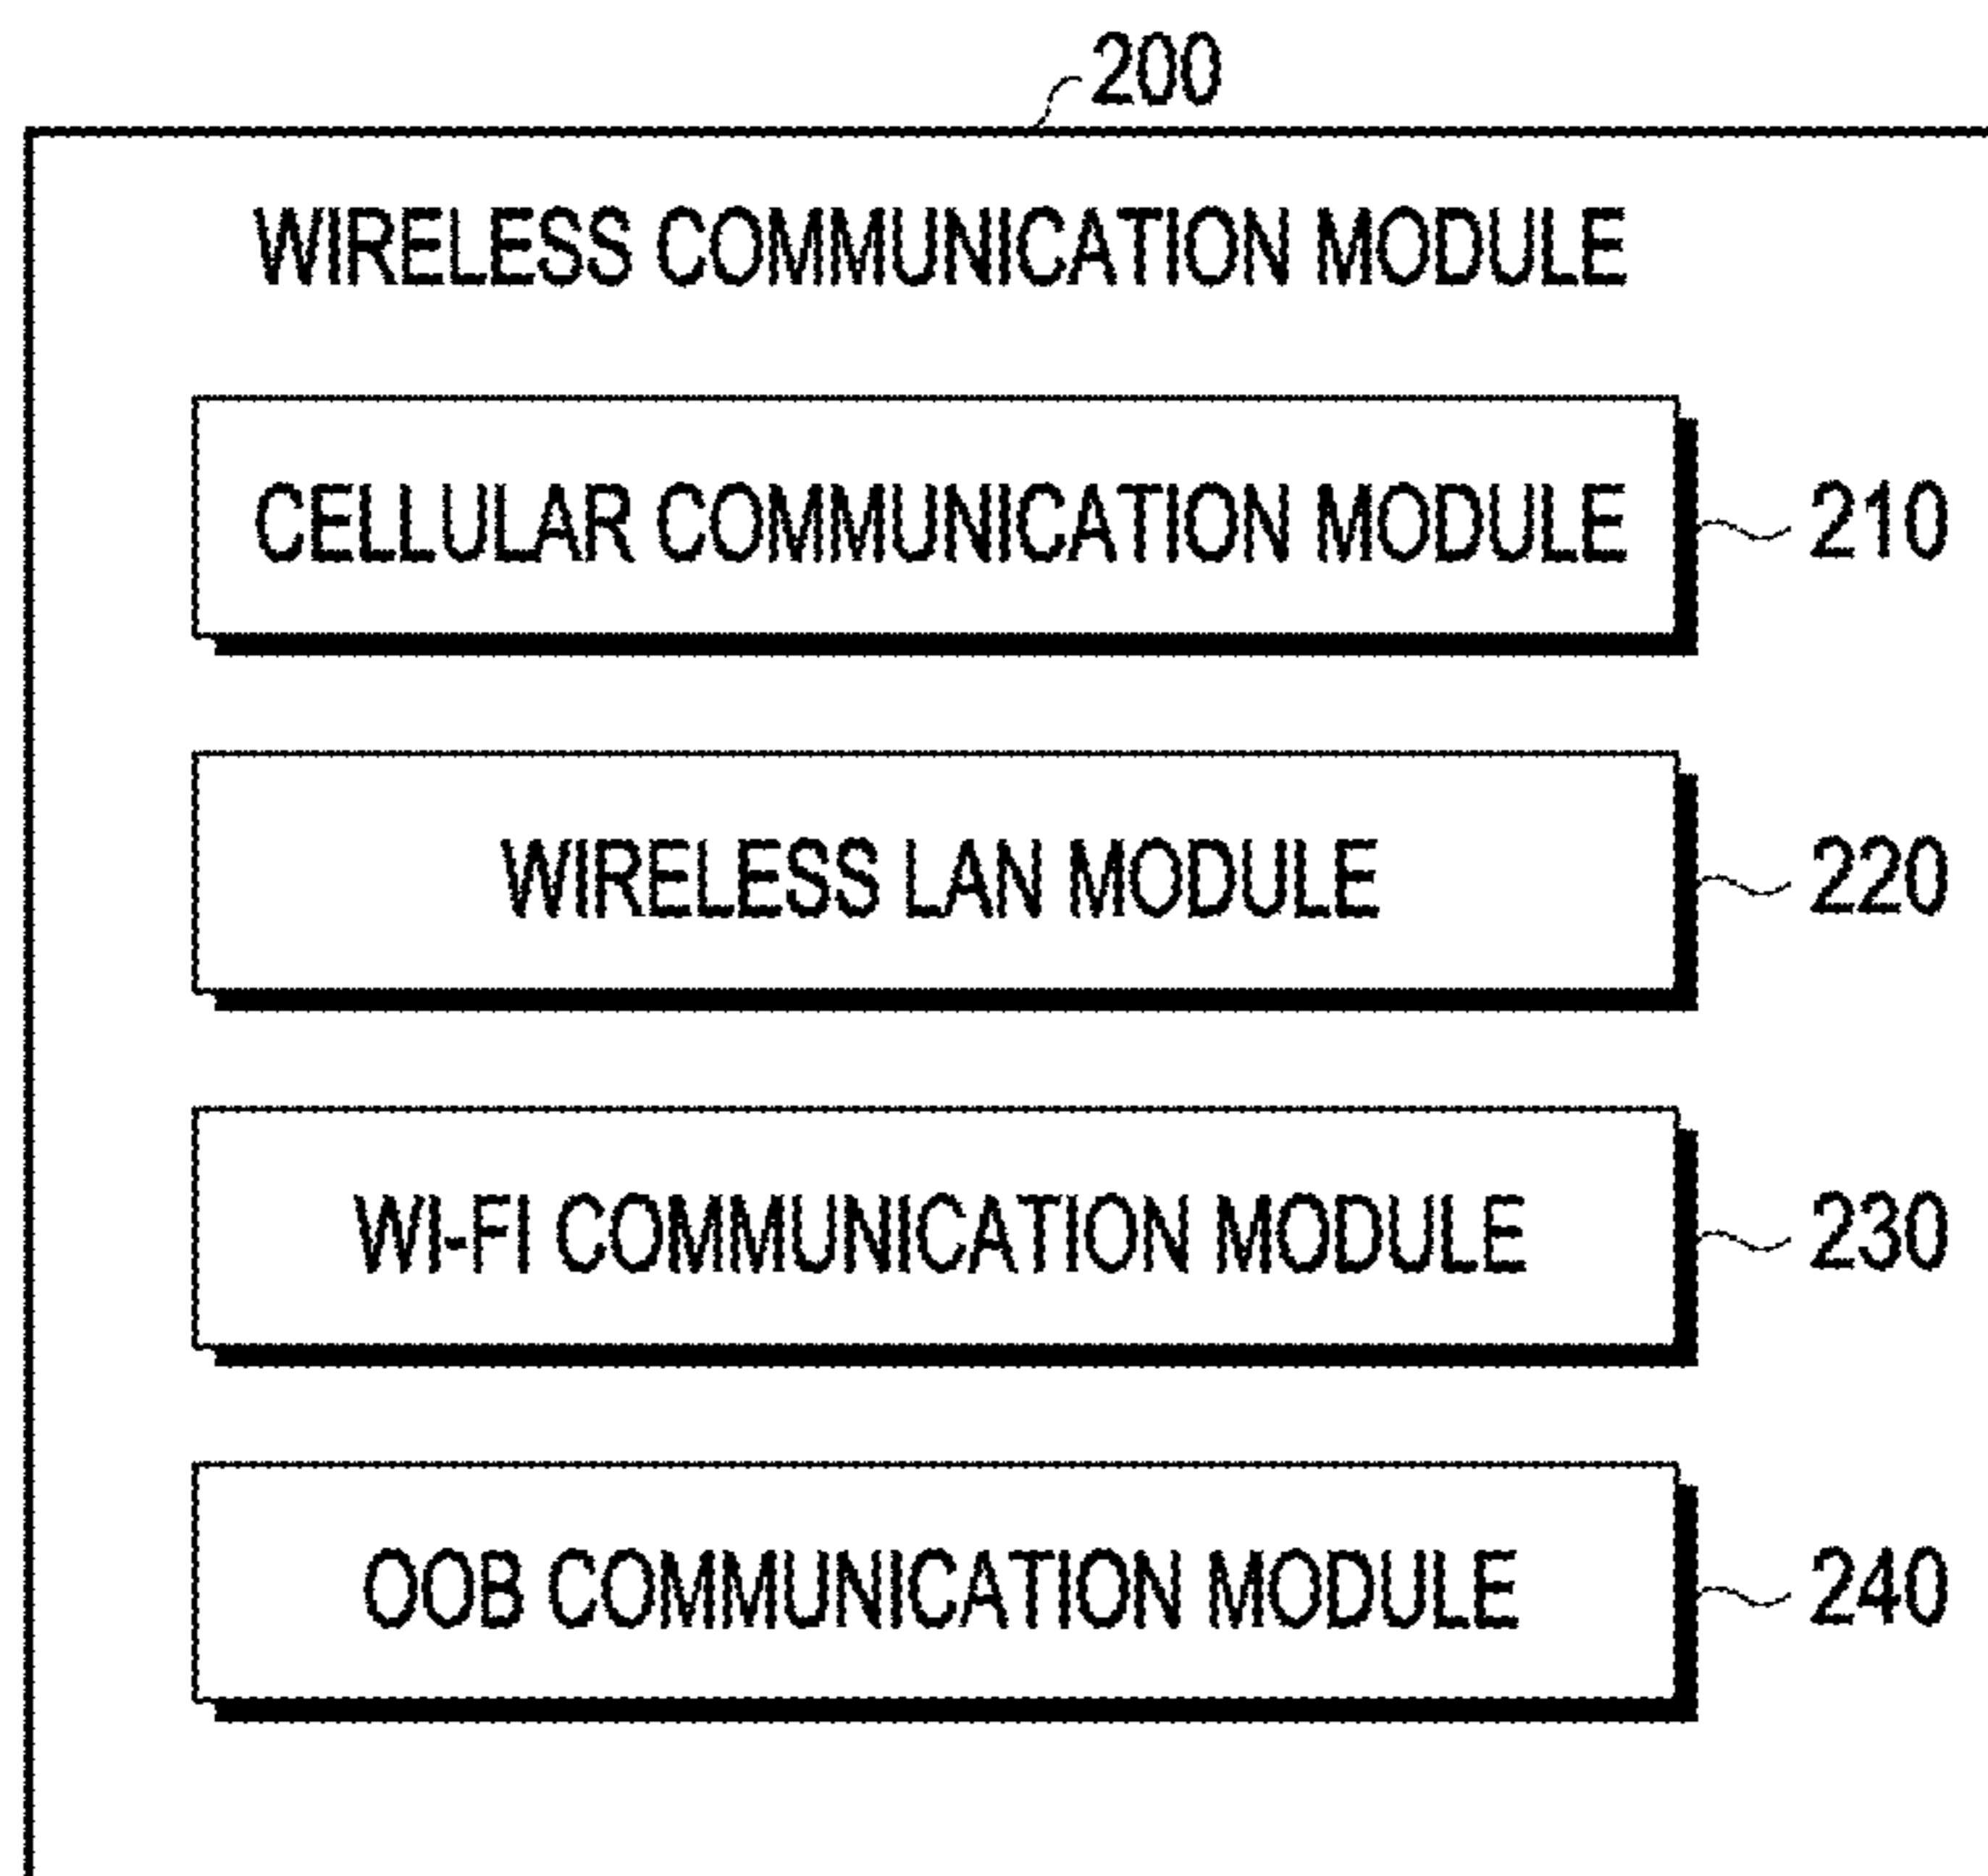 200
WIRELESS COMMUNICATION MODULE
CELLULAR COMMUNICATION MODULE
210
WIRELESS LAN MODULE
220
WI-FI COMMUNICATION MODULE
230
OOB COMMUNICATION MODULE
240